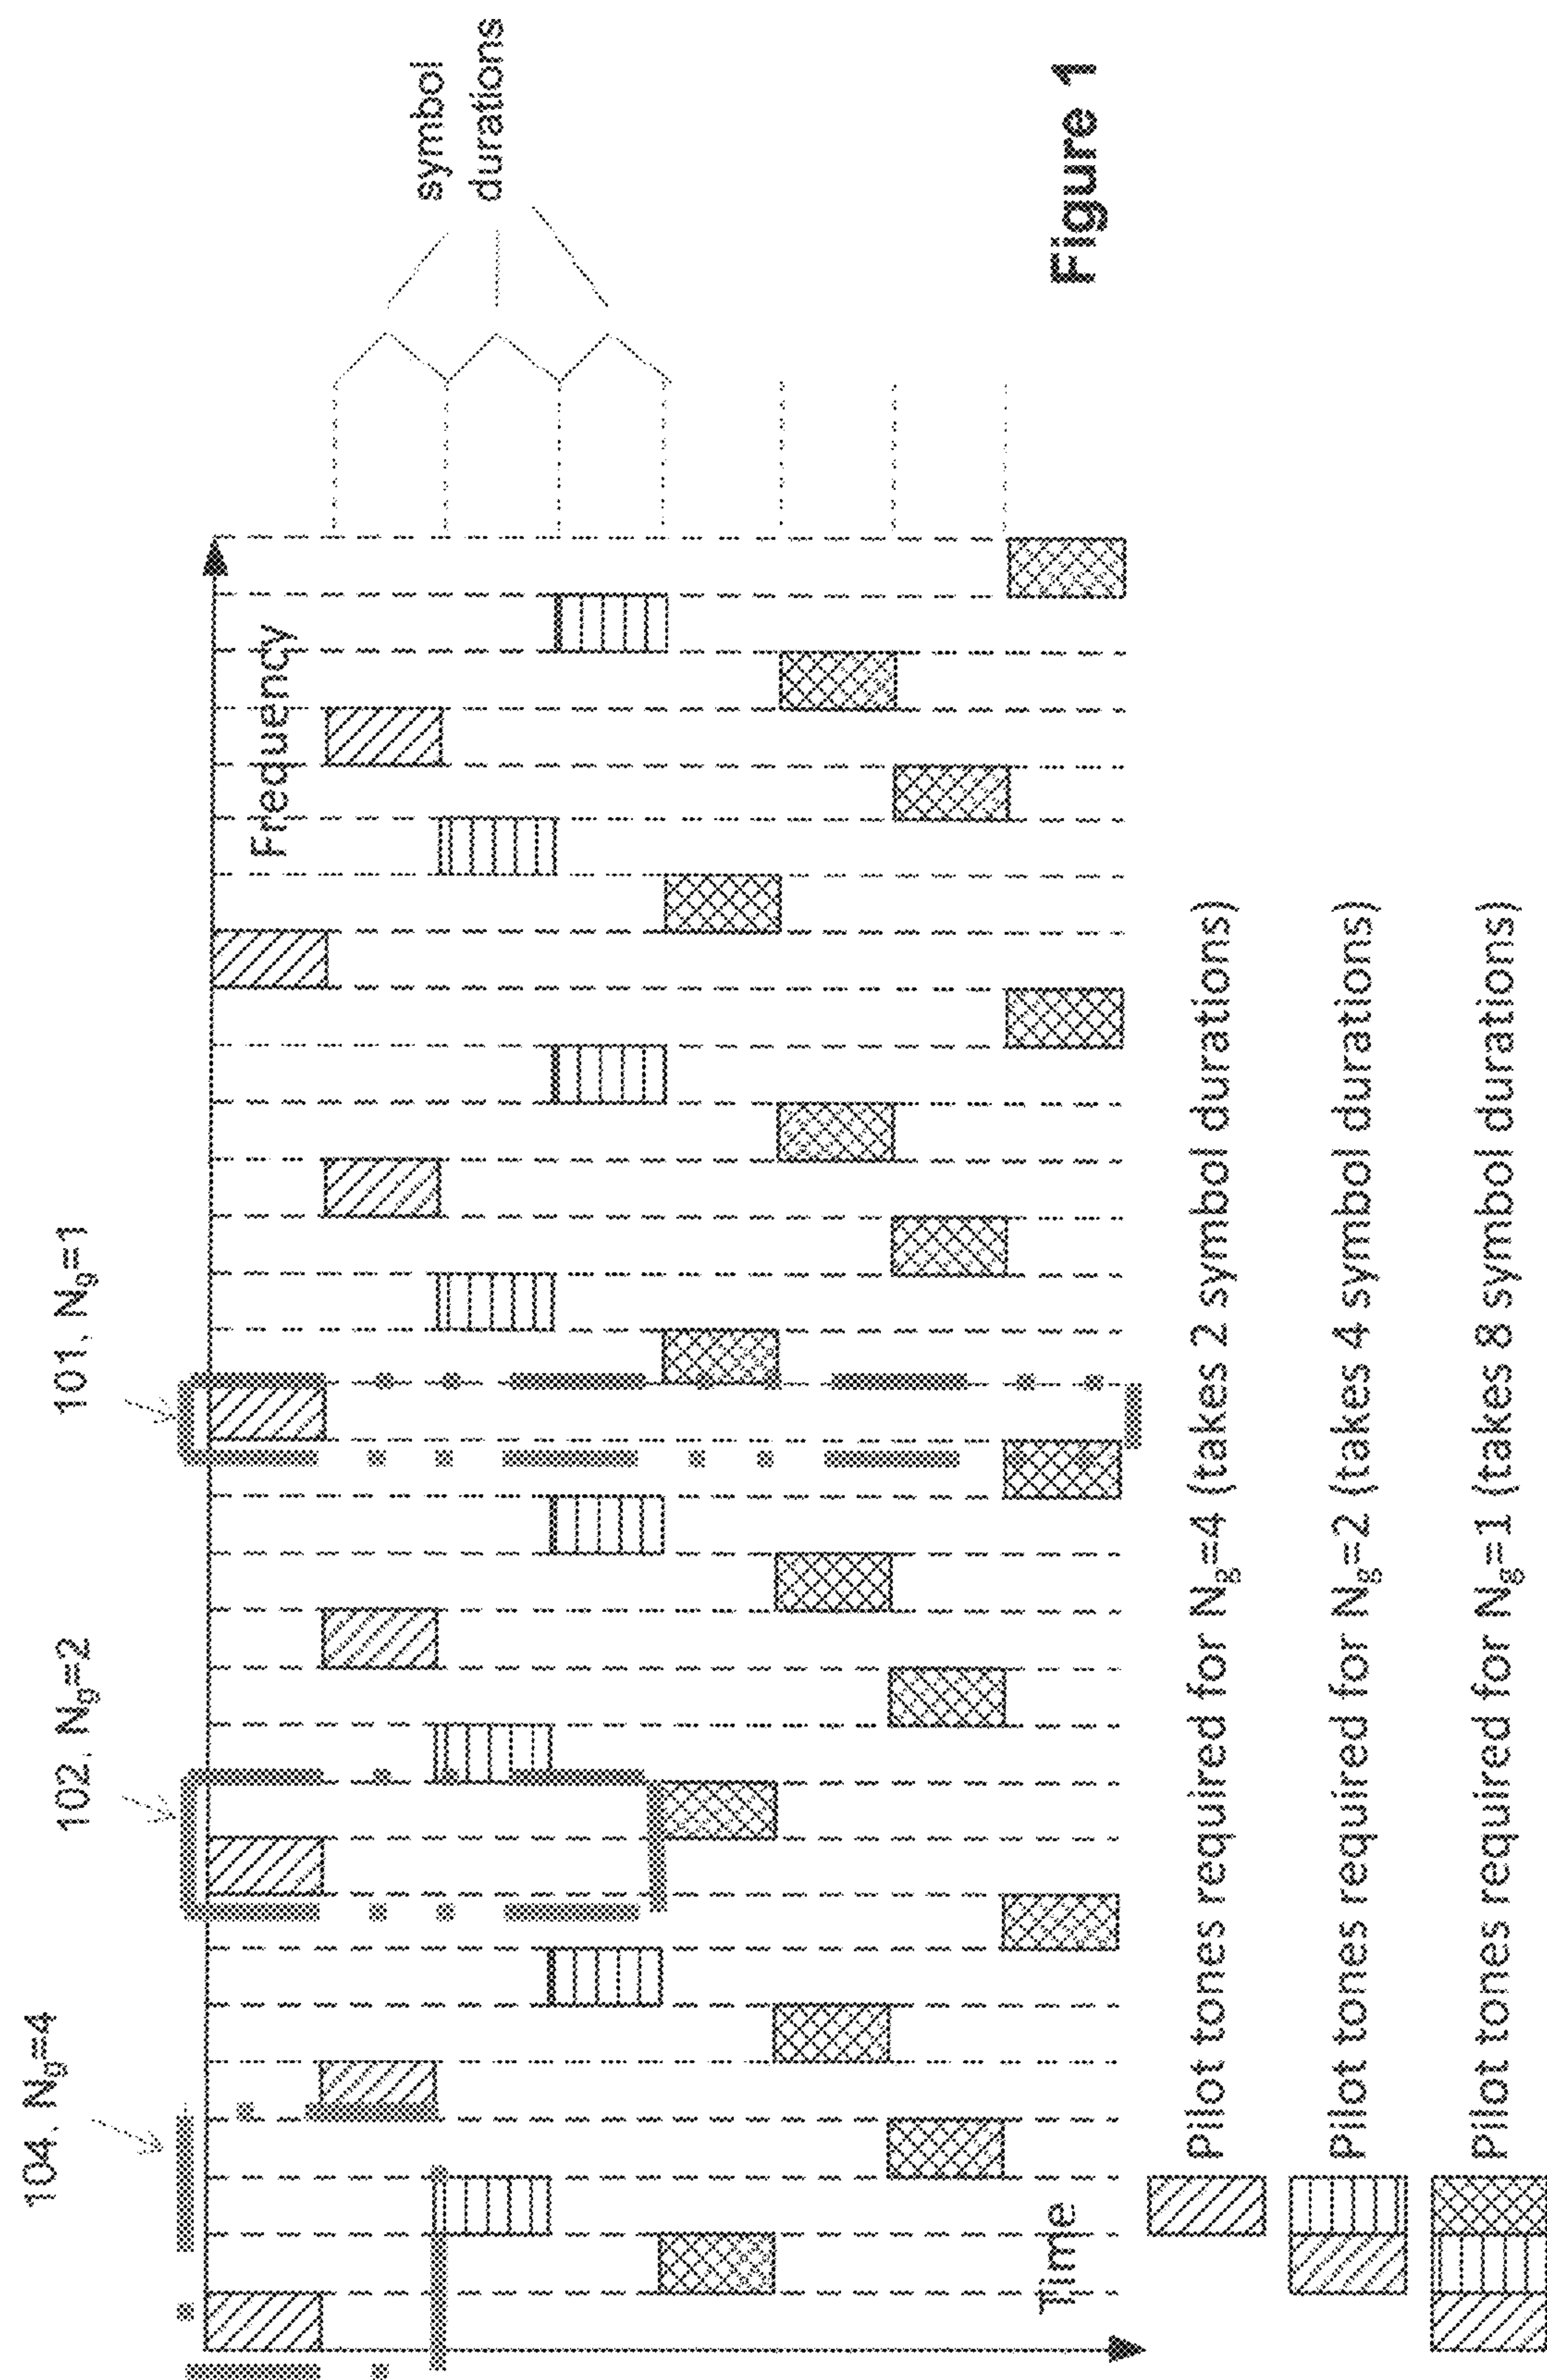 104, Ng=4
102, Ng=2
101, Ng=1
symbol
durations
Frequency
Time
Pilot tones required for Ng=4 (takes 2 symbol durations)
Pilot tones required for Ng=2 (takes 4 symbol durations)
Pilot tones required for Ng=1 (takes 8 symbol durations)
Figure 1